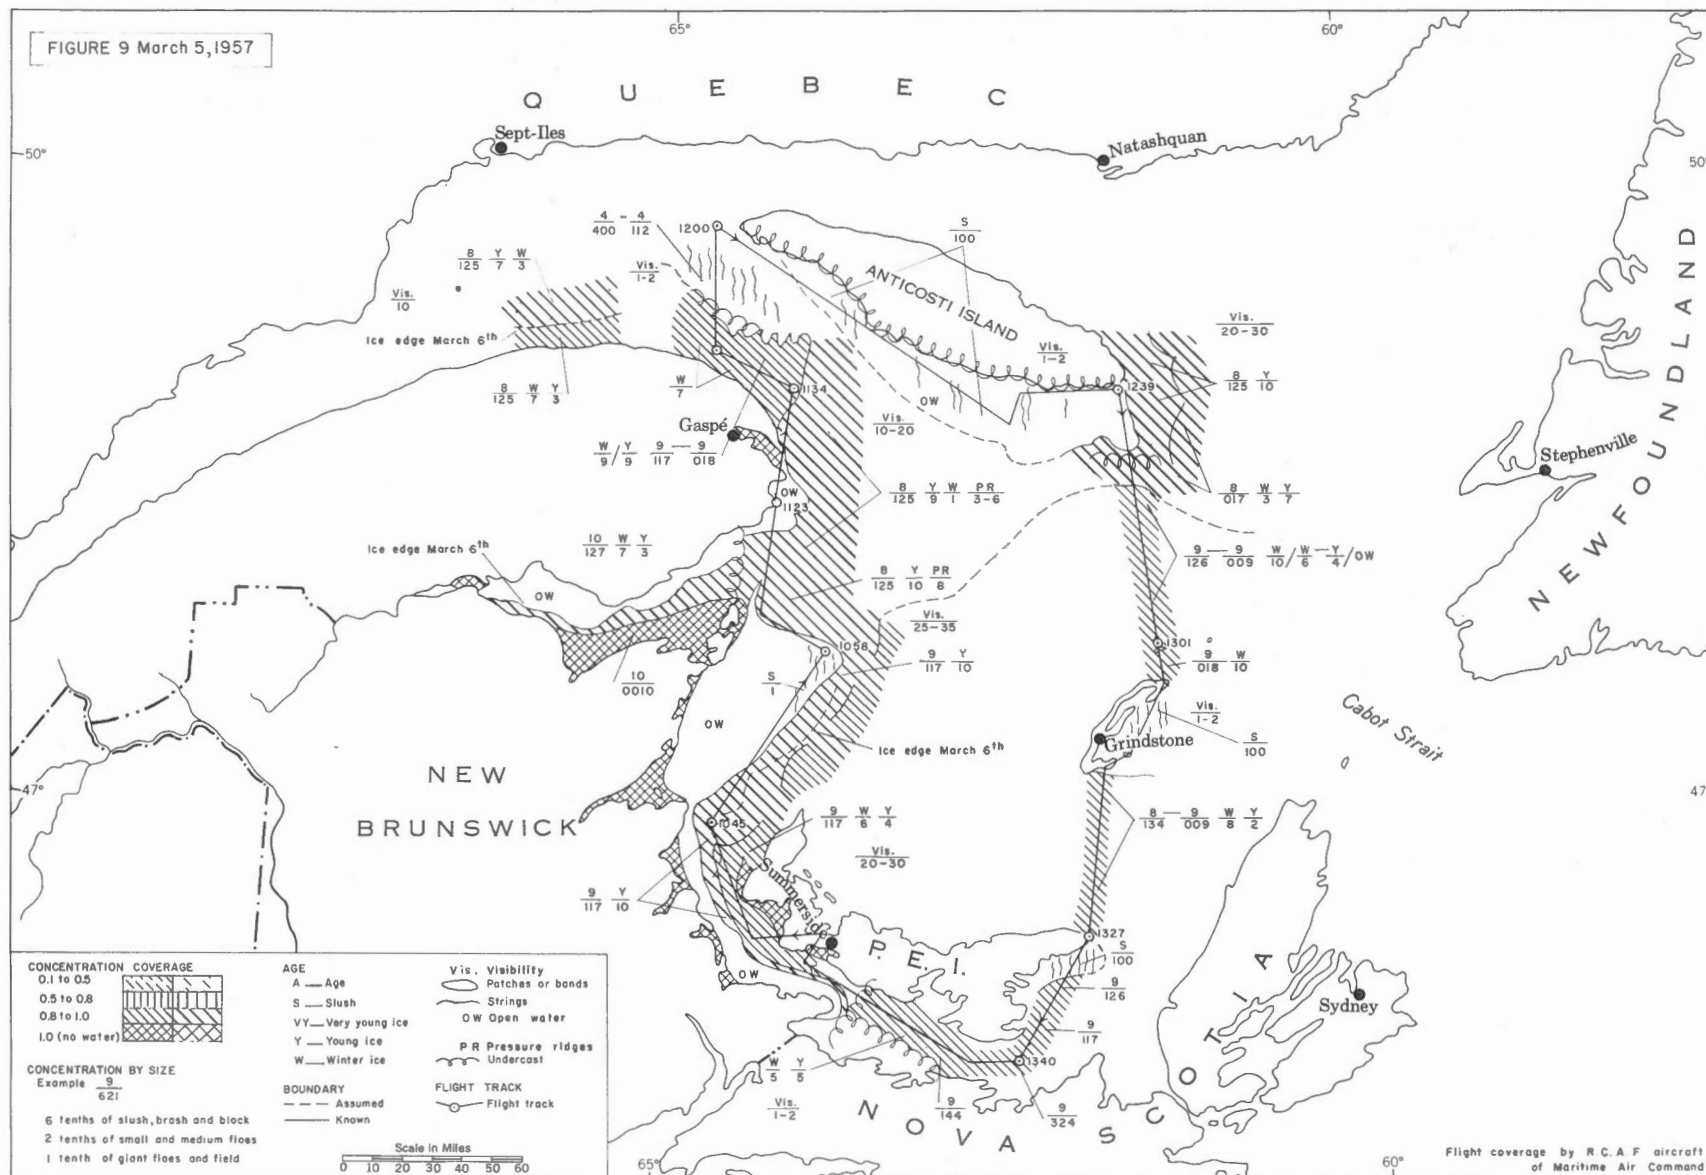 FIGURE 9 March 5,1957
65°
60°
QUEBEC
Sept-Iles
Natashquan
50°
50°
4/400 - 4/112
1200
S/100
8/125 Y/7 W/3
Vis. 1-2
Vis. 10
ANTICOSTI ISLAND
NEWFOUNDLAND
Vis. 20-30
Ice edge March 6th
Vis. 1-2
8/125 W/7 Y/3
W/7
1134
1239
8/125 Y/10
OW
Gaspé
Vis. 10-20
W/9 / Y/9 9/117 — 9/018
Stephenville
OW
8/125 Y/9 W/1 PR/3-6
8/017 W/3 Y/7
1123
Ice edge March 6th
10/127 W/7 Y/3
9/126 — 9/009 W/10 / W/6 — Y/4 / OW
8/125 Y/10 PR/8
OW
Vis. 25-35
1058
1301
9/117 Y/10
9/018 W/10
10/0010
S/1
OW
Vis. 1-2
Cabot Strait
Ice edge March 6th
Grindstone
S/100
NEW
BRUNSWICK
47°
47°
1045
9/117 W/6 Y/4
8/134 — 9/009 W/8 Y/2
Vis. 20-30
Summerside
9/117 Y/10
1327
P.E.I.
S/100
OW
9/126
Sydney
9/117
1340
W/5 Y/5
Vis. 1-2
9/144
9/324
NOVA SCOTIA
65°
60°
CONCENTRATION COVERAGE
0.1 to 0.5
0.5 to 0.8
0.8 to 1.0
1.0 (no water)
CONCENTRATION BY SIZE
Example 9/621
6 tenths of slush, brash and block
2 tenths of small and medium floes
1 tenth of giant floes and field
AGE
A — Age
S — Slush
VY — Very young ice
Y — Young ice
W — Winter ice
BOUNDARY
Assumed
Known
Vis. Visibility
Patches or bands
Strings
OW Open water
PR Pressure ridges
Undercast
FLIGHT TRACK
Flight track
Scale in Miles
0 10 20 30 40 50 60
Flight coverage by R.C.A.F aircraft
of Maritime Air Command